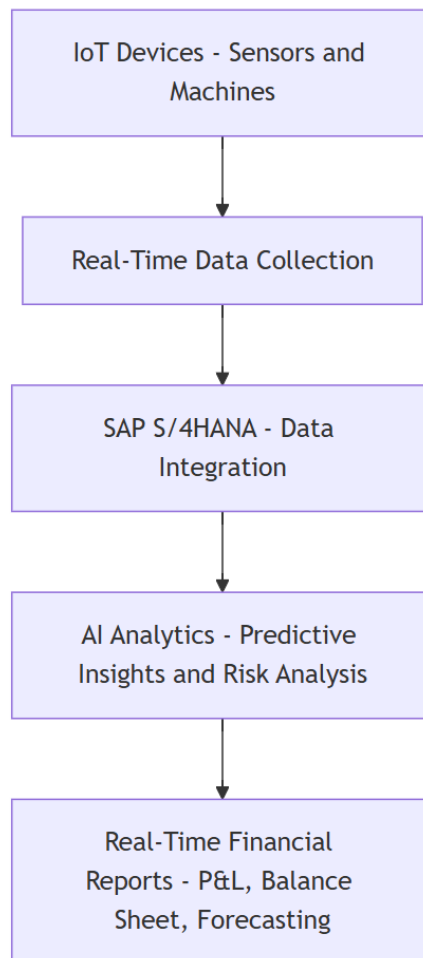 IoT Devices - Sensors and
Machines
Real-Time Data Collection
SAP S/4HANA - Data
Integration
AI Analytics - Predictive
Insights and Risk Analysis
Real-Time Financial
Reports - P&L, Balance
Sheet, Forecasting